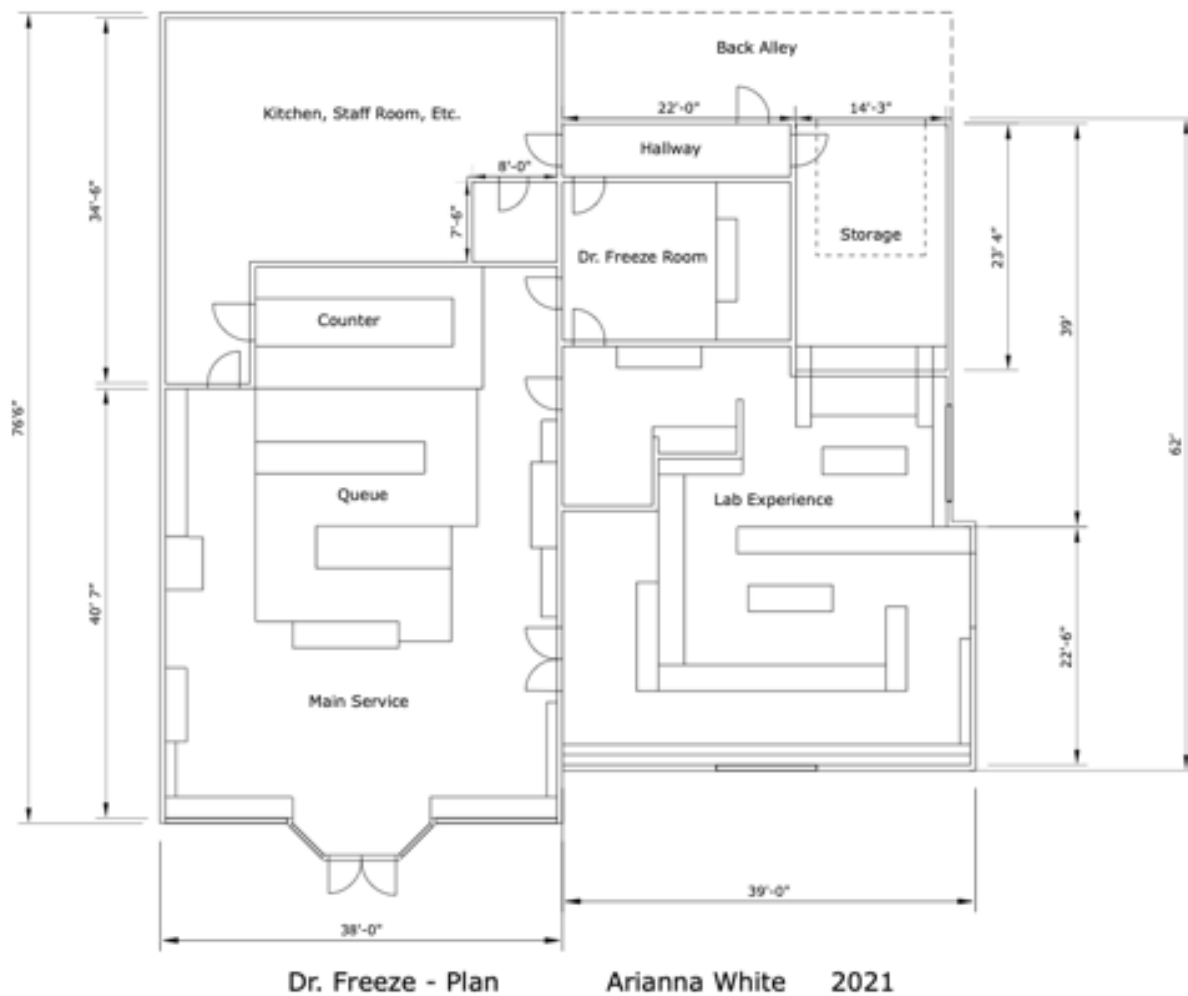 Back Alley
Kitchen, Staff Room, Etc.
22'-0"
14'-3"
Hallway
8'-0"
34'-6"
7'-6"
Storage
Dr. Freeze Room
23' 4"
Counter
39'
76'6"
62'
Queue
Lab Experience
40' 7"
22'-6"
Main Service
39'-0"
38'-0"
Dr. Freeze - Plan Arianna White 2021